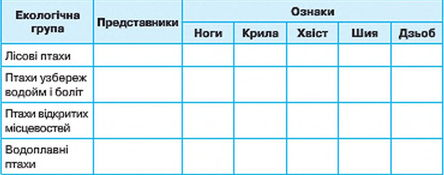 Екологічна група
Представники
Ознаки
Ноги
Крила
Хвіст
Шия
Дзьоб
Лісові птахи
Птахи узбереж
водойм і боліт
Птахи відкритих
місцевостей
Водоплавні
птахи